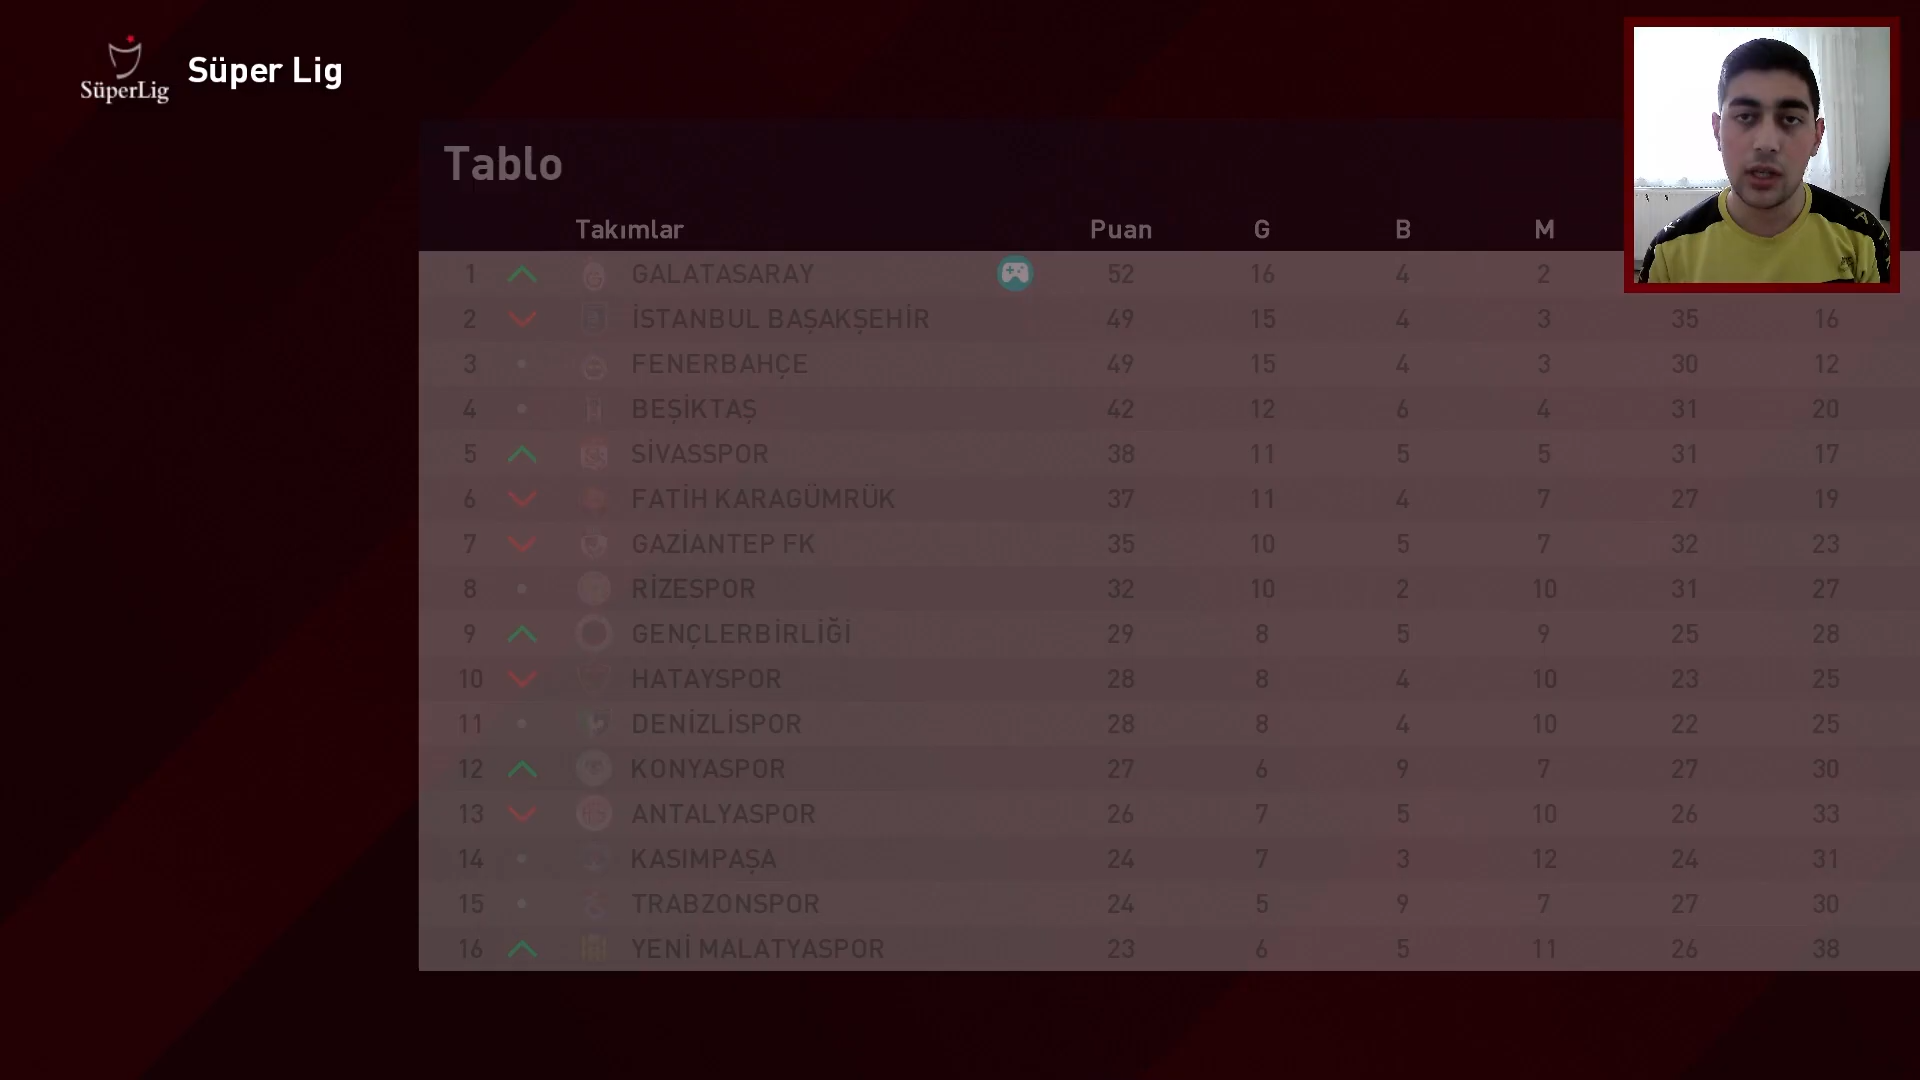 SüperLig Süper Lig
Tablo
Takımlar Puan G B M
1 GALATASARAY 52 16 4 2
2 İSTANBUL BAŞAKŞEHİR 49 15 4 3 35 16
3 FENERBAHÇE 49 15 4 3 30 12
4 BEŞİKTAŞ 42 12 6 4 31 20
5 SİVASSPOR 38 11 5 5 31 17
6 FATİH KARAGÜMRÜK 37 11 4 7 27 19
7 GAZİANTEP FK 35 10 5 7 32 23
8 RİZESPOR 32 10 2 10 31 27
9 GENÇLERBİRLİĞİ 29 8 5 9 25 28
10 HATAYSPOR 28 8 4 10 23 25
11 DENİZLİSPOR 28 8 4 10 22 25
12 KONYASPOR 27 6 9 7 27 30
13 ANTALYASPOR 26 7 5 10 26 33
14 KASIMPAŞA 24 7 3 12 24 31
15 TRABZONSPOR 24 5 9 7 27 30
16 YENİ MALATYASPOR 23 6 5 11 26 38